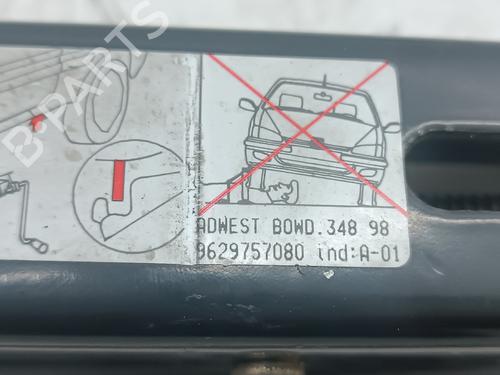 B-PARTS
ADWEST BOWD.348 98
9629757080 ind:A-01